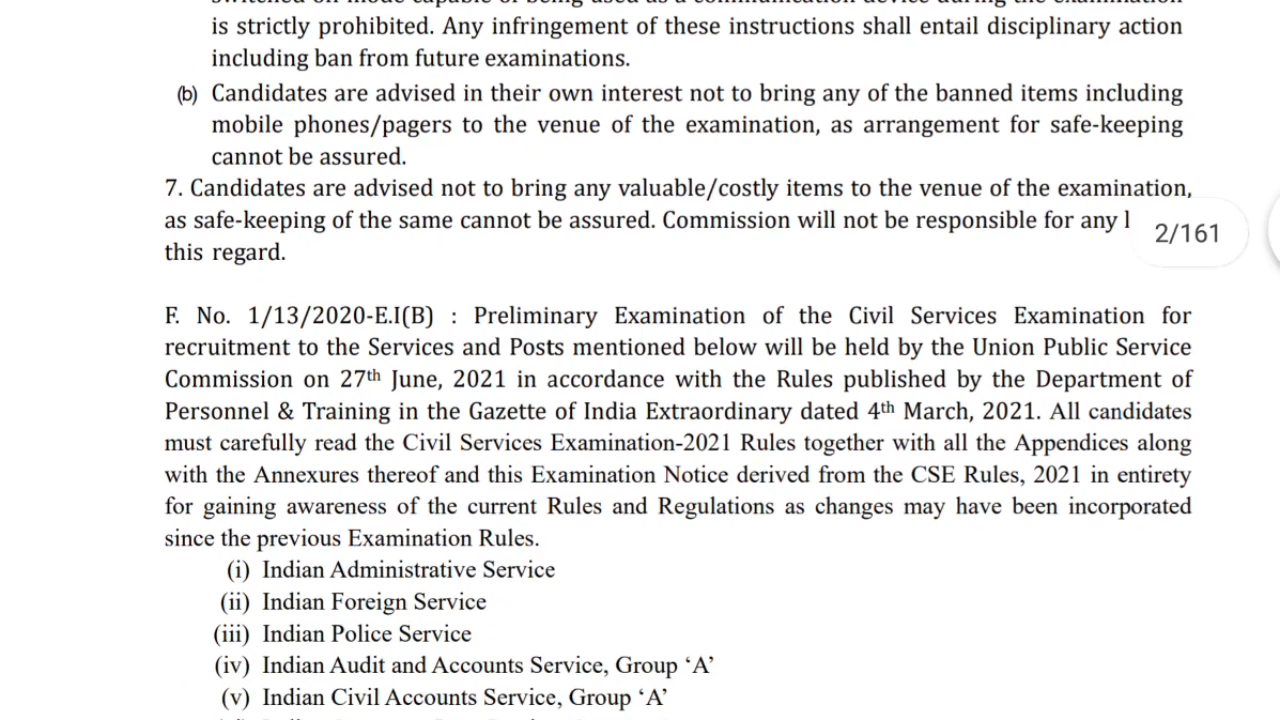 is strictly prohibited. Any infringement of these instructions shall entail disciplinary action
including ban from future examinations.
(b) Candidates are advised in their own interest not to bring any of the banned items including
mobile phones/pagers to the venue of the examination, as arrangement for safe-keeping
cannot be assured.
7. Candidates are advised not to bring any valuable/costly items to the venue of the examination,
as safe-keeping of the same cannot be assured. Commission will not be responsible for any l
2/161
this regard.
F. No. 1/13/2020-E.I(B) : Preliminary Examination of the Civil Services Examination for
recruitment to the Services and Posts mentioned below will be held by the Union Public Service
Commission on 27th June, 2021 in accordance with the Rules published by the Department of
Personnel & Training in the Gazette of India Extraordinary dated 4th March, 2021. All candidates
must carefully read the Civil Services Examination-2021 Rules together with all the Appendices along
with the Annexures thereof and this Examination Notice derived from the CSE Rules, 2021 in entirety
for gaining awareness of the current Rules and Regulations as changes may have been incorporated
since the previous Examination Rules.
(i) Indian Administrative Service
(ii) Indian Foreign Service
(iii) Indian Police Service
(iv) Indian Audit and Accounts Service, Group ‘A’
(v) Indian Civil Accounts Service, Group ‘A’